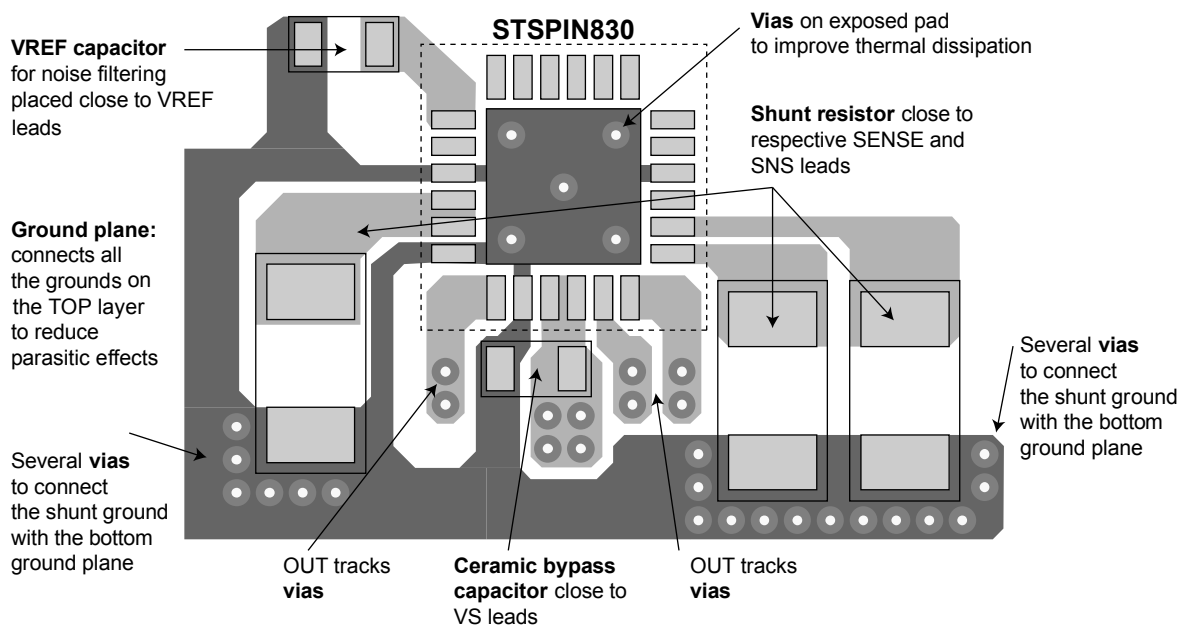 STSPIN830
VREF capacitor
for noise filtering
placed close to VREF
leads
Vias on exposed pad
to improve thermal dissipation
Shunt resistor close to
respective SENSE and
SNS leads
Ground plane:
connects all
the grounds on
the TOP layer
to reduce
parasitic effects
Several vias
to connect
the shunt ground
with the bottom
ground plane
Several vias
to connect
the shunt ground
with the bottom
ground plane
OUT tracks
vias
Ceramic bypass
capacitor close to
VS leads
OUT tracks
vias